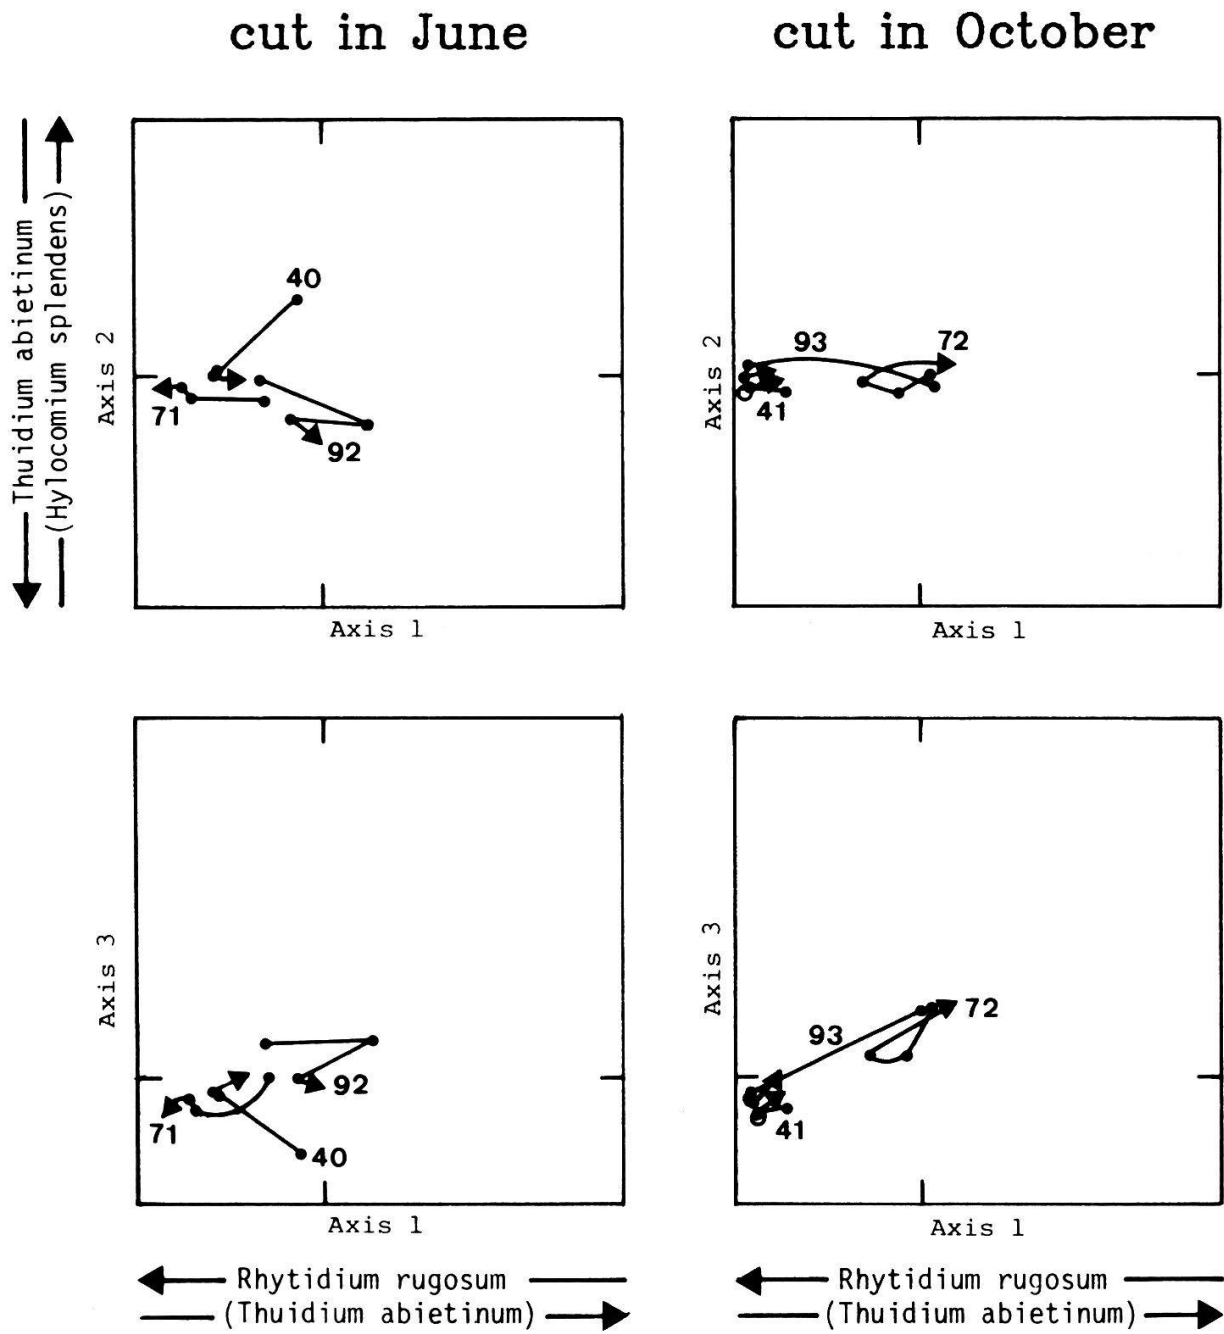 cut in June
cut in October
Thuidium abietinum
(Hylocomium splendens)
Axis 2
40
71
92
Axis 1
Axis 2
93
72
41
Axis 1
Axis 3
92
71
40
Axis 1
Axis 3
93
72
41
Axis 1
Rhytidium rugosum
(Thuidium abietinum)
Rhytidium rugosum
(Thuidium abietinum)